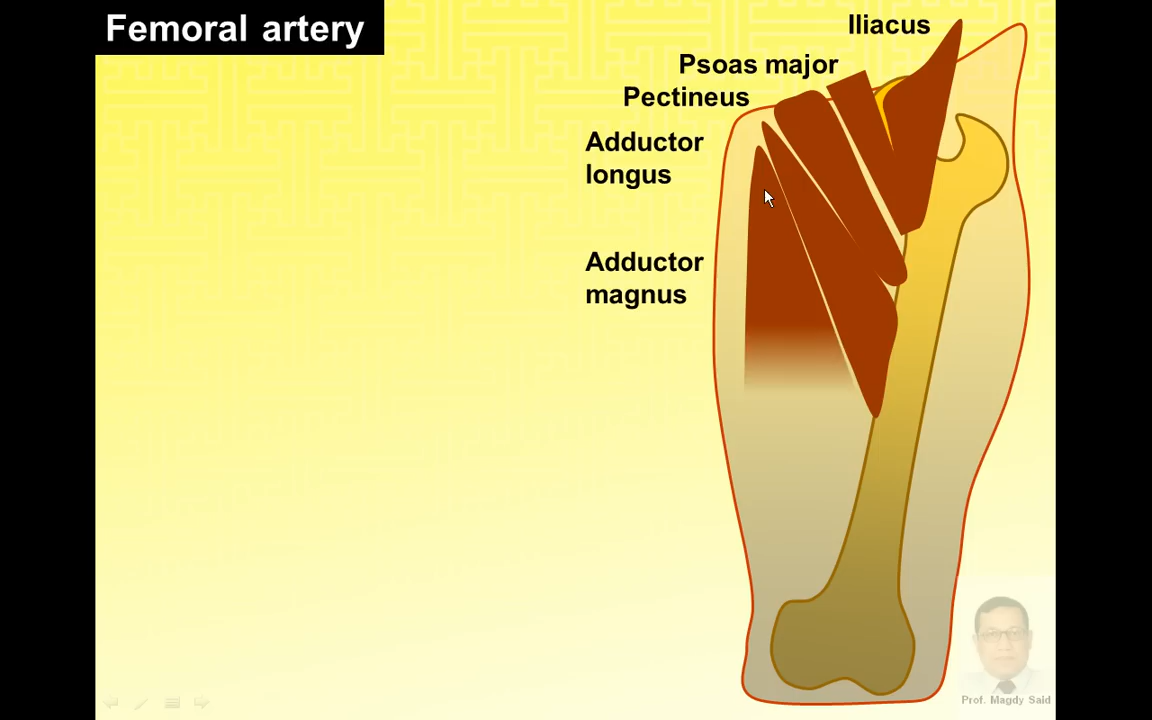 Femoral artery
Iliacus
Psoas major
Pectineus
Adductor
longus
Adductor
magnus
Prof. Magdy Said